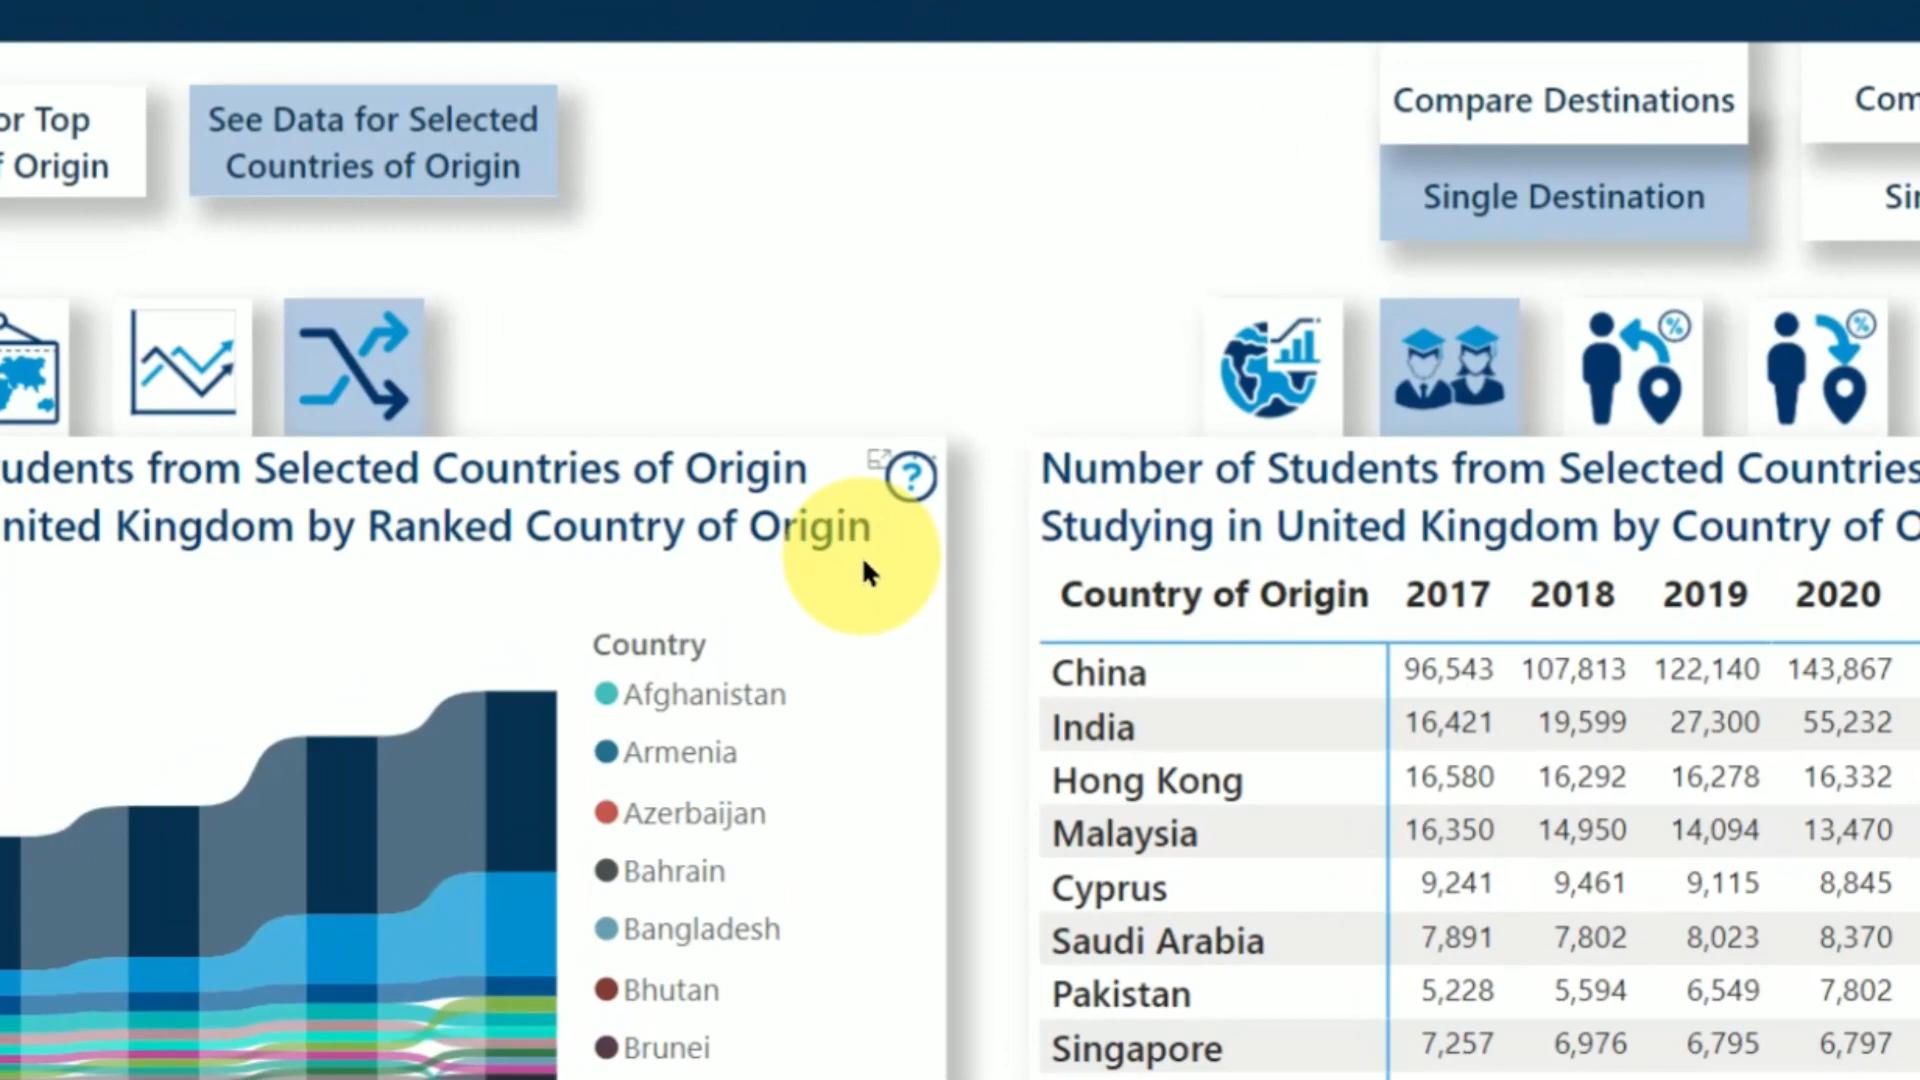 or Top
f Origin
See Data for Selected
Countries of Origin
Compare Destinations
Single Destination
Com
Sin
%
%
udents from Selected Countries of Origin
nited Kingdom by Ranked Country of Origin
?
Country
Afghanistan
Armenia
Azerbaijan
Bahrain
Bangladesh
Bhutan
Brunei
Number of Students from Selected Countries
Studying in United Kingdom by Country of O
Country of Origin 2017 2018 2019 2020
China 96,543 107,813 122,140 143,867
India 16,421 19,599 27,300 55,232
Hong Kong 16,580 16,292 16,278 16,332
Malaysia 16,350 14,950 14,094 13,470
Cyprus 9,241 9,461 9,115 8,845
Saudi Arabia 7,891 7,802 8,023 8,370
Pakistan 5,228 5,594 6,549 7,802
Singapore 7,257 6,976 6,795 6,797